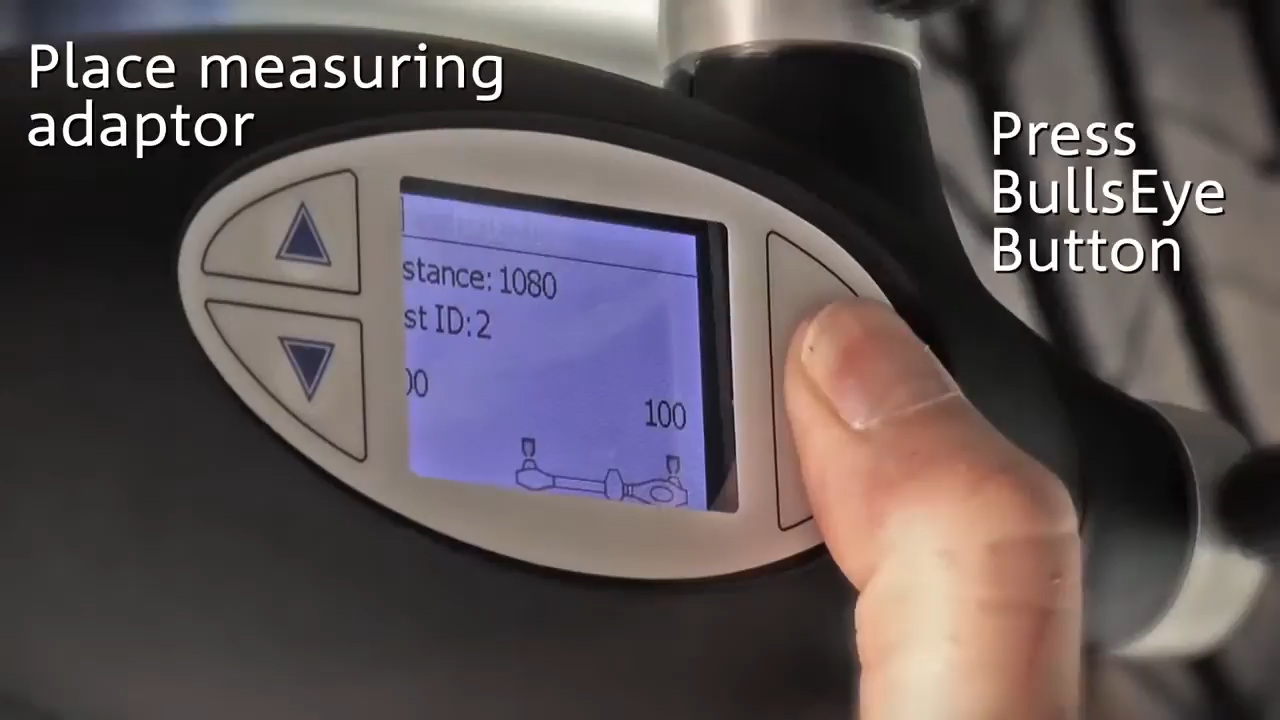 Place measuring
adaptor
Press
BullsEye
Button
stance: 1080
st ID:2
00
100